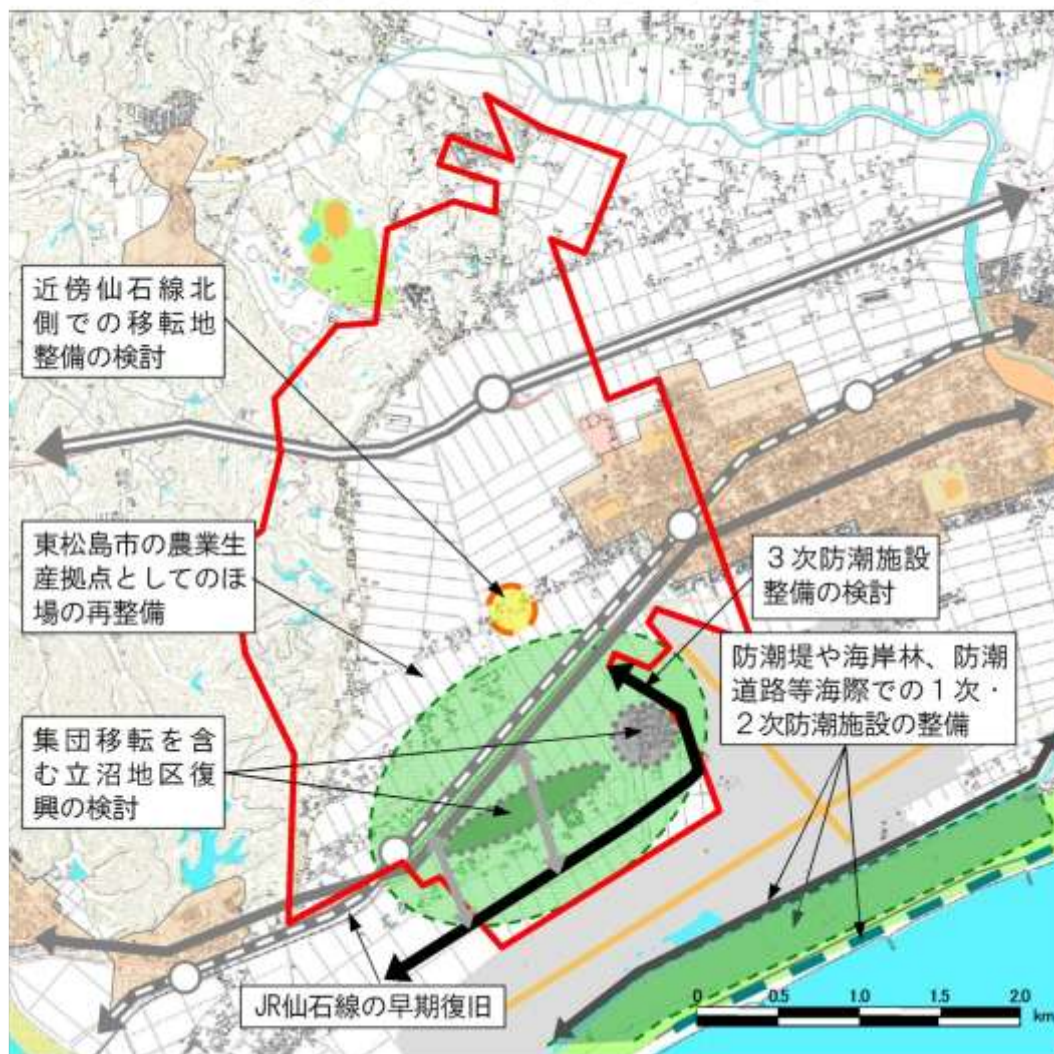 近傍仙石線北
側での移転地
整備の検討
東松島市の農業生
産拠点としてのほ
場の再整備
3次防潮施設
整備の検討
防潮堤や海岸林、防潮
道路等海際での1次・
2次防潮施設の整備
集団移転を含
む立沼地区復
興の検討
JR仙石線の早期復旧
0 0.5 1.0 1.5 2.0
km